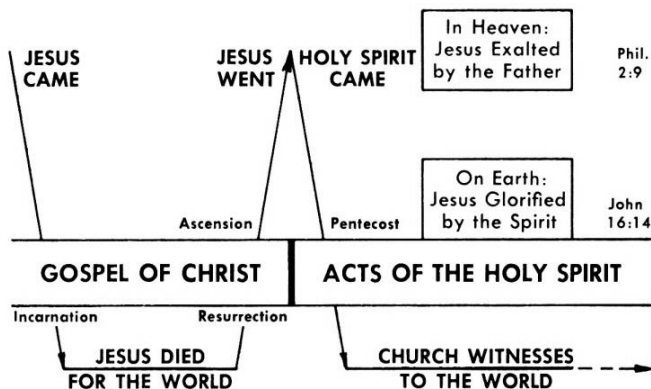 JESUS
CAME
JESUS
WENT
HOLY SPIRIT
CAME
In Heaven:
Jesus Exalted
by the Father
Phil.
2:9
Ascension
Pentecost
On Earth:
Jesus Glorified
by the Spirit
John
16:14
GOSPEL OF CHRIST
ACTS OF THE HOLY SPIRIT
Incarnation
Resurrection
JESUS DIED
FOR THE WORLD
CHURCH WITNESSES
TO THE WORLD